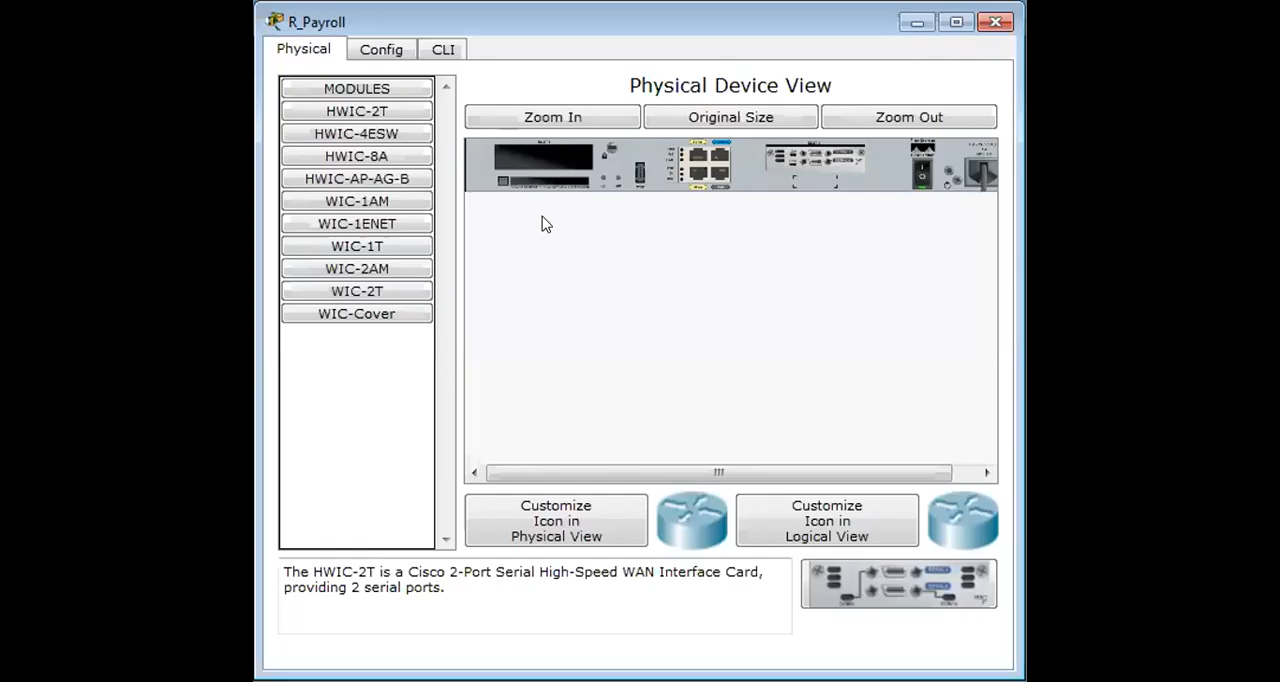 R_Payroll
Physical
Config
CLI
MODULES
HWIC-2T
HWIC-4ESW
HWIC-8A
HWIC-AP-AG-B
WIC-1AM
WIC-1ENET
WIC-1T
WIC-2AM
WIC-2T
WIC-Cover
Physical Device View
Zoom In
Original Size
Zoom Out
Customize
Icon in
Physical View
Customize
Icon in
Logical View
The HWIC-2T is a Cisco 2-Port Serial High-Speed WAN Interface Card,
providing 2 serial ports.